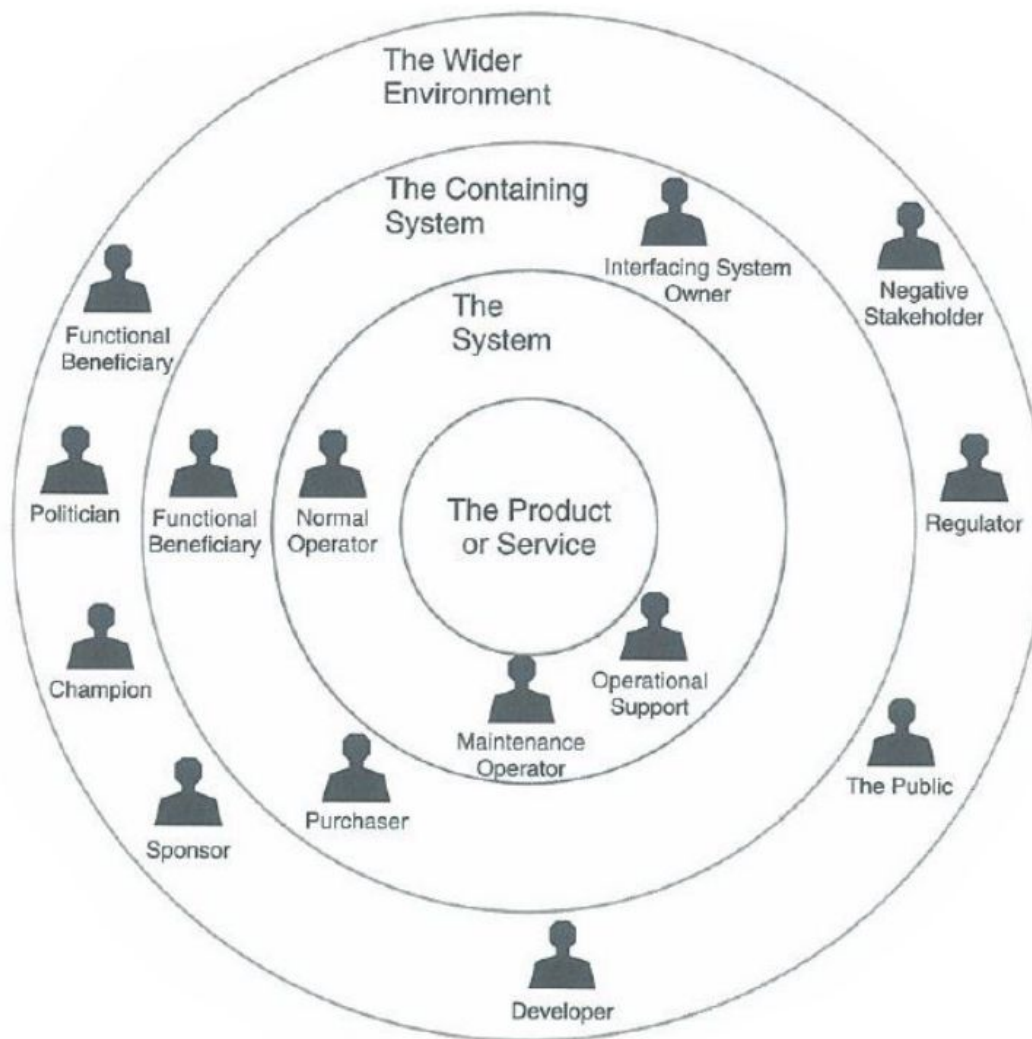 The Wider
Environment
The Containing
System
Interfacing System
Owner
Negative
Stakeholder
Functional
Beneficiary
The
System
Politician
Functional
Beneficiary
Normal
Operator
The Product
or Service
Regulator
Champion
Operational
Support
Maintenance
Operator
Purchaser
The Public
Sponsor
Developer